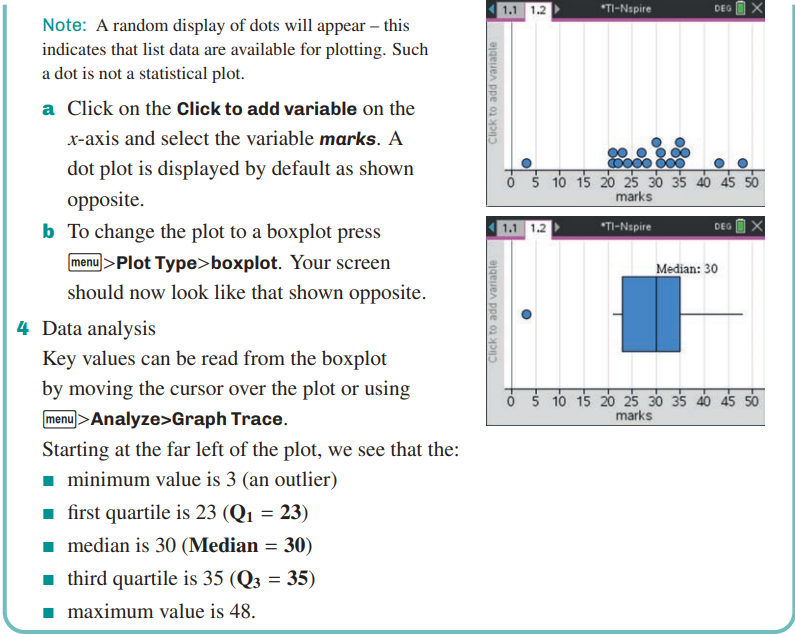 Note: A random display of dots will appear – this
indicates that list data are available for plotting. Such
a dot is not a statistical plot.
a Click on the Click to add variable on the
x-axis and select the variable marks. A
dot plot is displayed by default as shown
opposite.
b To change the plot to a boxplot press
menu>Plot Type>boxplot. Your screen
should now look like that shown opposite.
4 Data analysis
Key values can be read from the boxplot
by moving the cursor over the plot or using
menu>Analyze>Graph Trace.
Starting at the far left of the plot, we see that the:
■ minimum value is 3 (an outlier)
■ first quartile is 23 (Q₁ = 23)
■ median is 30 (Median = 30)
■ third quartile is 35 (Q₃ = 35)
■ maximum value is 48.
1.1 1.2 *TI-Nspire DEG
Click to add variable
0 5 10 15 20 25 30 35 40 45 50
marks
1.1 1.2 *TI-Nspire DEG
Click to add variable
Median: 30
0 5 10 15 20 25 30 35 40 45 50
marks